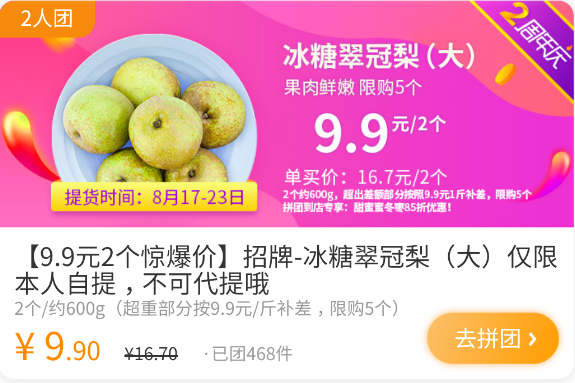 2人团
2周年庆
冰糖翠冠梨（大）
果肉鲜嫩 限购5个
9.9元/2个
单买价：16.7元/2个
2个约600g，超出差额部分按照9.9元1斤补差，限购5个
拼团到店专享：甜蜜蜜冬枣85折优惠！
提货时间：8月17-23日
【9.9元2个惊爆价】招牌-冰糖翠冠梨（大）仅限
本人自提，不可代提哦
2个/约600g（超重部分按9.9元/斤补差，限购5个）
¥ 9.90 ¥16.70 ·已团468件
去拼团